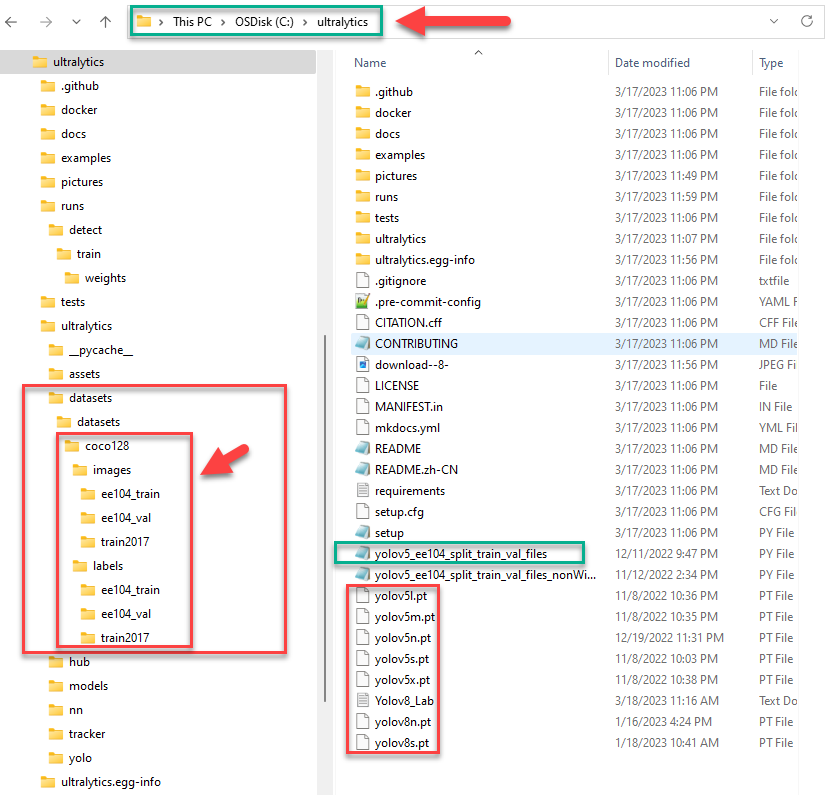 This PC > OSDisk (C:) > ultralytics
ultralytics
.github
docker
docs
examples
pictures
runs
detect
train
weights
tests
ultralytics
__pycache__
assets
datasets
datasets
coco128
images
ee104_train
ee104_val
train2017
labels
ee104_train
ee104_val
train2017
hub
models
nn
tracker
yolo
ultralytics.egg-info
Name Date modified Type
.github 3/17/2023 11:06 PM File fold
docker 3/17/2023 11:06 PM File fold
docs 3/17/2023 11:06 PM File fold
examples 3/17/2023 11:06 PM File fold
pictures 3/17/2023 11:49 PM File fold
runs 3/17/2023 11:59 PM File fold
tests 3/17/2023 11:06 PM File fold
ultralytics 3/17/2023 11:07 PM File fold
ultralytics.egg-info 3/17/2023 11:56 PM File fold
.gitignore 3/17/2023 11:06 PM txtfile
.pre-commit-config 3/17/2023 11:06 PM YAML F
CITATION.cff 3/17/2023 11:06 PM CFF File
CONTRIBUTING 3/17/2023 11:06 PM MD File
download--8- 3/17/2023 11:56 PM JPEG Fi
LICENSE 3/17/2023 11:06 PM File
MANIFEST.in 3/17/2023 11:06 PM IN File
mkdocs.yml 3/17/2023 11:06 PM YML File
README 3/17/2023 11:06 PM MD File
README.zh-CN 3/17/2023 11:06 PM MD File
requirements 3/17/2023 11:06 PM Text Do
setup.cfg 3/17/2023 11:06 PM CFG File
setup 3/17/2023 11:06 PM PY File
yolov5_ee104_split_train_val_files 12/11/2022 9:47 PM PY File
yolov5_ee104_split_train_val_files_nonWi... 11/12/2022 2:34 PM PY File
yolov5l.pt 11/8/2022 10:36 PM PT File
yolov5m.pt 11/8/2022 10:35 PM PT File
yolov5n.pt 12/19/2022 11:31 PM PT File
yolov5s.pt 11/8/2022 10:03 PM PT File
yolov5x.pt 11/8/2022 10:38 PM PT File
Yolov8_Lab 3/18/2023 11:16 AM Text Do
yolov8n.pt 1/16/2023 4:24 PM PT File
yolov8s.pt 1/18/2023 10:41 AM PT File